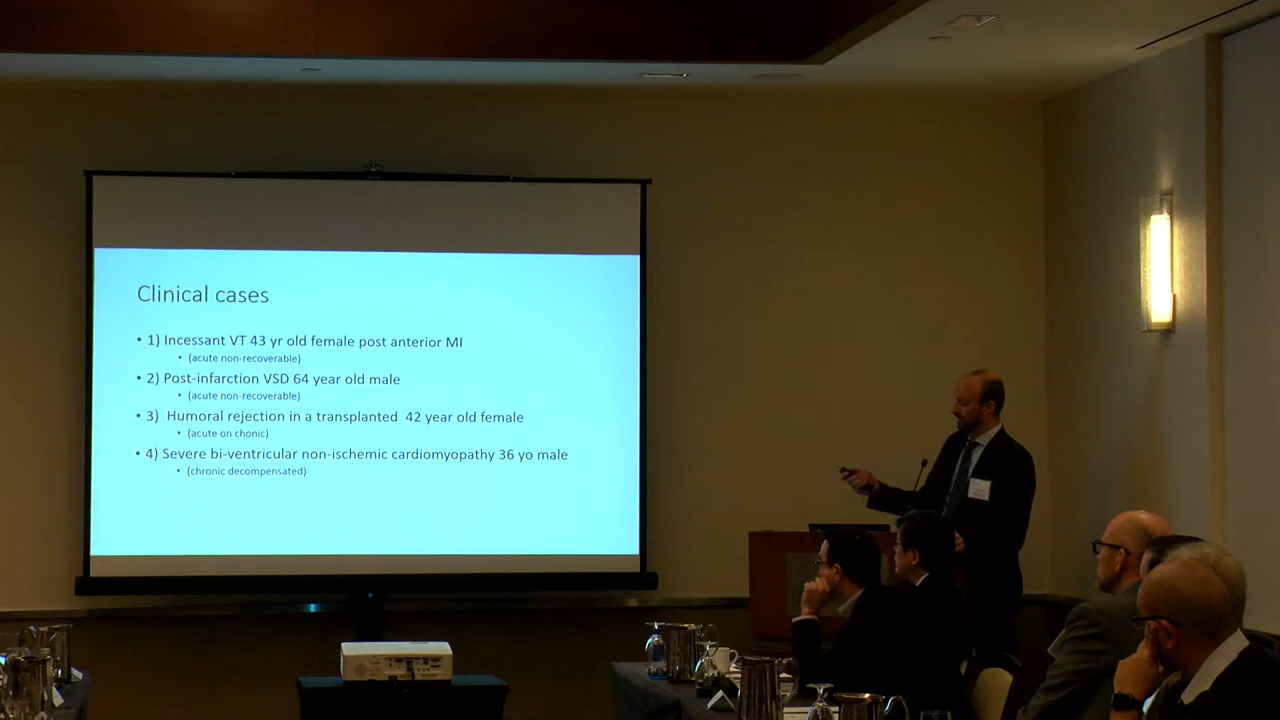 Clinical cases
• 1) Incessant VT 43 yr old female post anterior MI
• (acute non-recoverable)
• 2) Post-infarction VSD 64 year old male
• (acute non-recoverable)
• 3) Humoral rejection in a transplanted 42 year old female
• (acute on chonic)
• 4) Severe bi-ventricular non-ischemic cardiomyopathy 36 yo male
• (chronic decompensated)